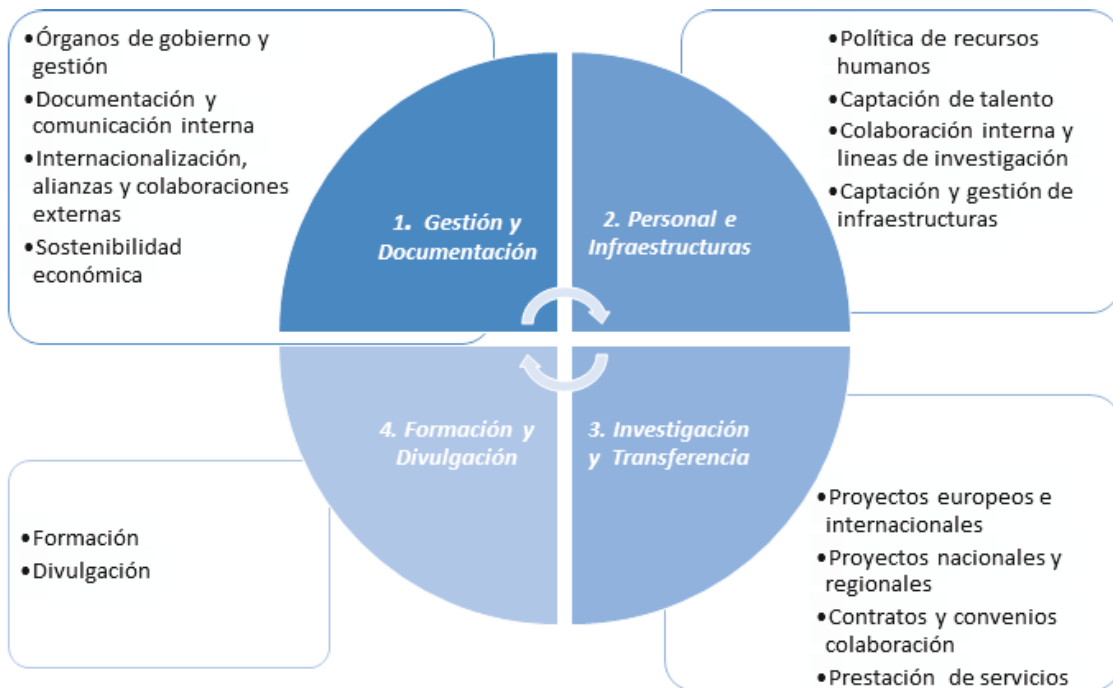 •Órganos de gobierno y
gestión
•Documentación y
comunicación interna
•Internacionalización,
alianzas y colaboraciones
externas
•Sostenibilidad
económica
1. Gestión y
Documentación
2. Personal e
Infraestructuras
•Política de recursos
humanos
•Captación de talento
•Colaboración interna y
lineas de investigación
•Captación y gestión de
infraestructuras
4. Formación y
Divulgación
3. Investigación
y Transferencia
•Formación
•Divulgación
•Proyectos europeos e
internacionales
•Proyectos nacionales y
regionales
•Contratos y convenios
colaboración
•Prestación de servicios